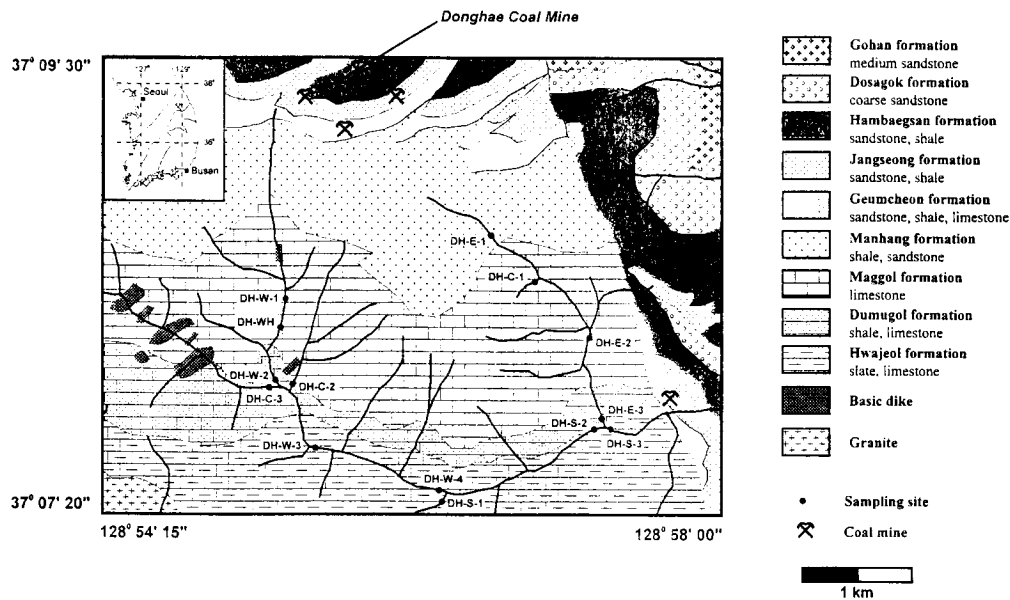 Donghae Coal Mine
37° 09' 30"
127°
129°
38°
Seoul
36°
Busan
DH-E-1
DH-C-1
DH-W-1
DH-WH
DH-E-2
DH-W-2
DH-C-2
DH-C-3
DH-E-3
DH-S-2
DH-S-3
DH-W-3
DH-W-4
DH-S-1
37° 07' 20"
128° 54' 15"
128° 58' 00"
Gohan formation
medium sandstone
Dosagok formation
coarse sandstone
Hambaegsan formation
sandstone, shale
Jangseong formation
sandstone, shale
Geumcheon formation
sandstone, shale, limestone
Manhang formation
shale, sandstone
Maggol formation
limestone
Dumugol formation
shale, limestone
Hwajeol formation
slate, limestone
Basic dike
Granite
Sampling site
Coal mine
1 km